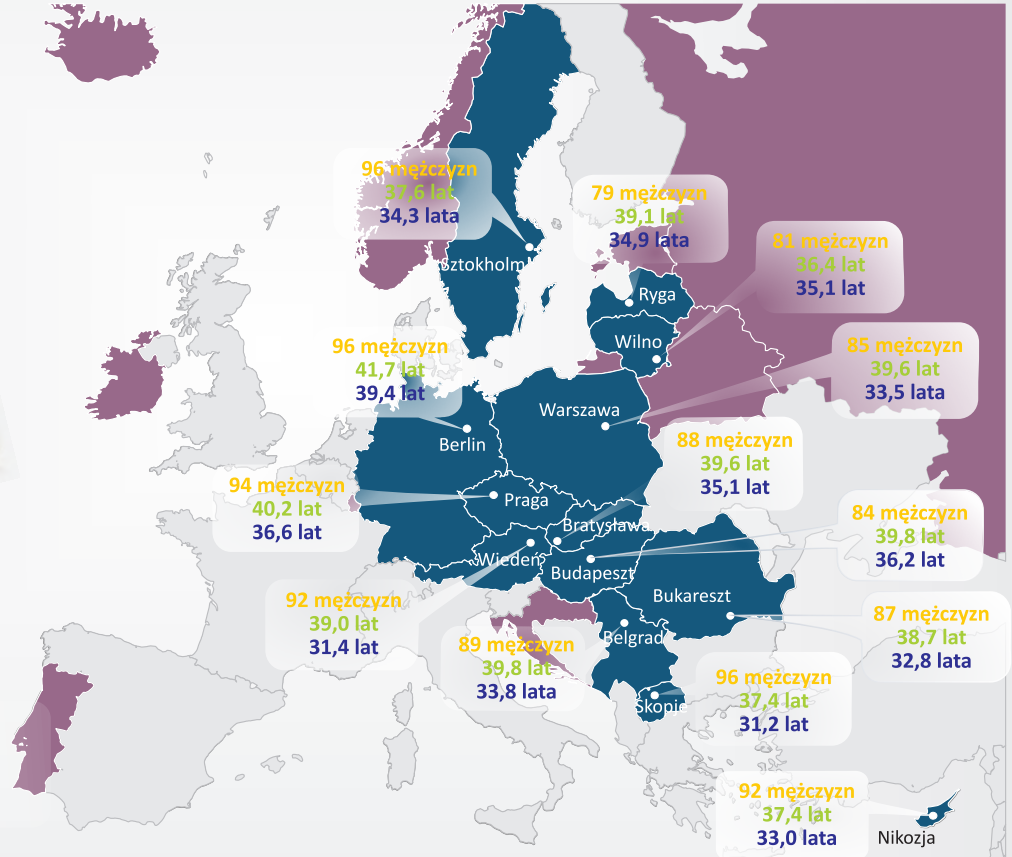 96 mężczyzn
37,6 lat
34,3 lata
Sztokholm
79 mężczyzn
39,1 lat
34,9 lata
Ryga
81 mężczyzn
36,4 lat
35,1 lat
Wilno
96 mężczyzn
41,7 lat
39,4 lat
Berlin
85 mężczyzn
39,6 lat
33,5 lata
Warszawa
88 mężczyzn
39,6 lat
35,1 lat
Bratysława
94 mężczyzn
40,2 lat
36,6 lat
Praga
84 mężczyzn
39,8 lat
36,2 lat
Budapeszt
92 mężczyzn
39,0 lat
31,4 lat
Wiedeń
87 mężczyzn
38,7 lat
32,8 lata
Bukareszt
89 mężczyzn
39,8 lat
33,8 lata
Belgrad
96 mężczyzn
37,4 lat
31,2 lat
Skopje
92 mężczyzn
37,4 lat
33,0 lata
Nikozja